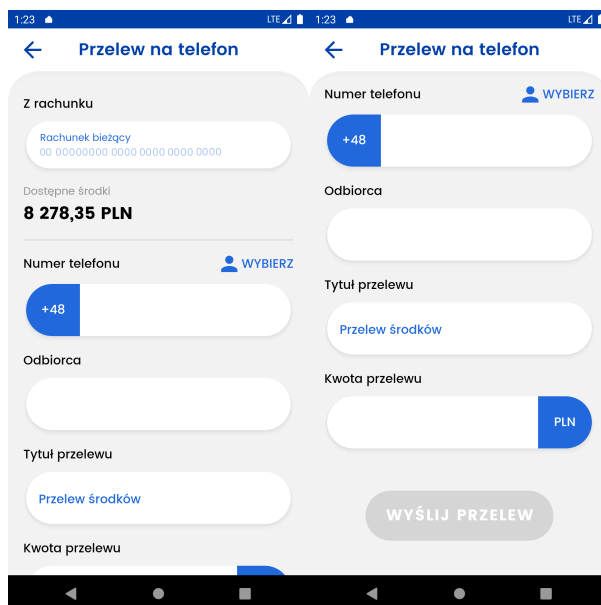 1:23
LTE
Przelew na telefon
Z rachunku
Rachunek bieżący
00 00000000 0000 0000 0000 0000
Dostępne środki
8 278,35 PLN
Numer telefonu
WYBIERZ
+48
Odbiorca
Tytuł przelewu
Przelew środków
Kwota przelewu
1:23
LTE
Przelew na telefon
Numer telefonu
WYBIERZ
+48
Odbiorca
Tytuł przelewu
Przelew środków
Kwota przelewu
PLN
WYŚLIJ PRZELEW